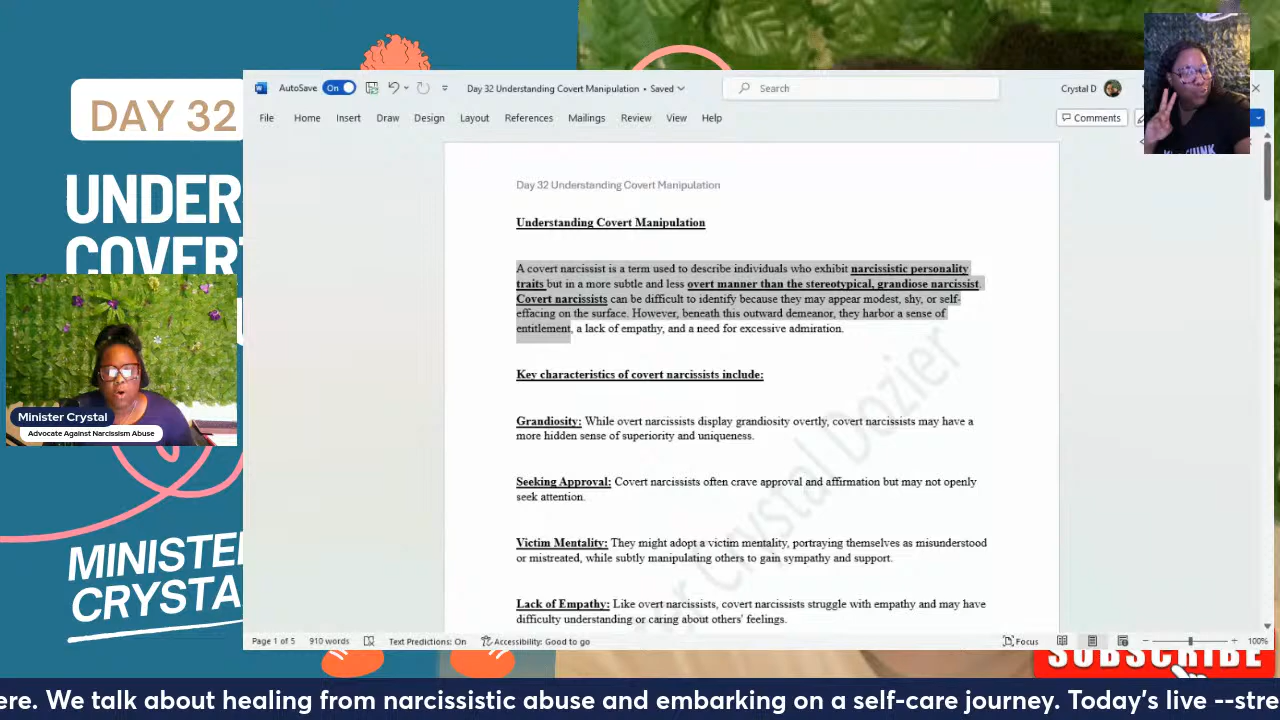 DAY 32
UNDER
COVERT
Minister Crystal
Advocate Against Narcissism Abuse
MINISTE
CRYSTA
AutoSave On Day 32 Understanding Covert Manipulation • Saved Search Crystal D
File Home Insert Draw Design Layout References Mailings Review View Help Comments
Day 32 Understanding Covert Manipulation
Understanding Covert Manipulation
A covert narcissist is a term used to describe individuals who exhibit narcissistic personality
traits but in a more subtle and less overt manner than the stereotypical, grandiose narcissist.
Covert narcissists can be difficult to identify because they may appear modest, shy, or self-
effacing on the surface. However, beneath this outward demeanor, they harbor a sense of
entitlement, a lack of empathy, and a need for excessive admiration.
Key characteristics of covert narcissists include:
Grandiosity: While overt narcissists display grandiosity overtly, covert narcissists may have a
more hidden sense of superiority and uniqueness.
Seeking Approval: Covert narcissists often crave approval and affirmation but may not openly
seek attention.
Victim Mentality: They might adopt a victim mentality, portraying themselves as misunderstood
or mistreated, while subtly manipulating others to gain sympathy and support.
Lack of Empathy: Like overt narcissists, covert narcissists struggle with empathy and may have
difficulty understanding or caring about others' feelings.
Crystal Dozier
Page 1 of 5 910 words Text Predictions: On Accessibility: Good to go Focus 100%
SUBSCRIBE
ere. We talk about healing from narcissistic abuse and embarking on a self-care journey. Today's live --stre